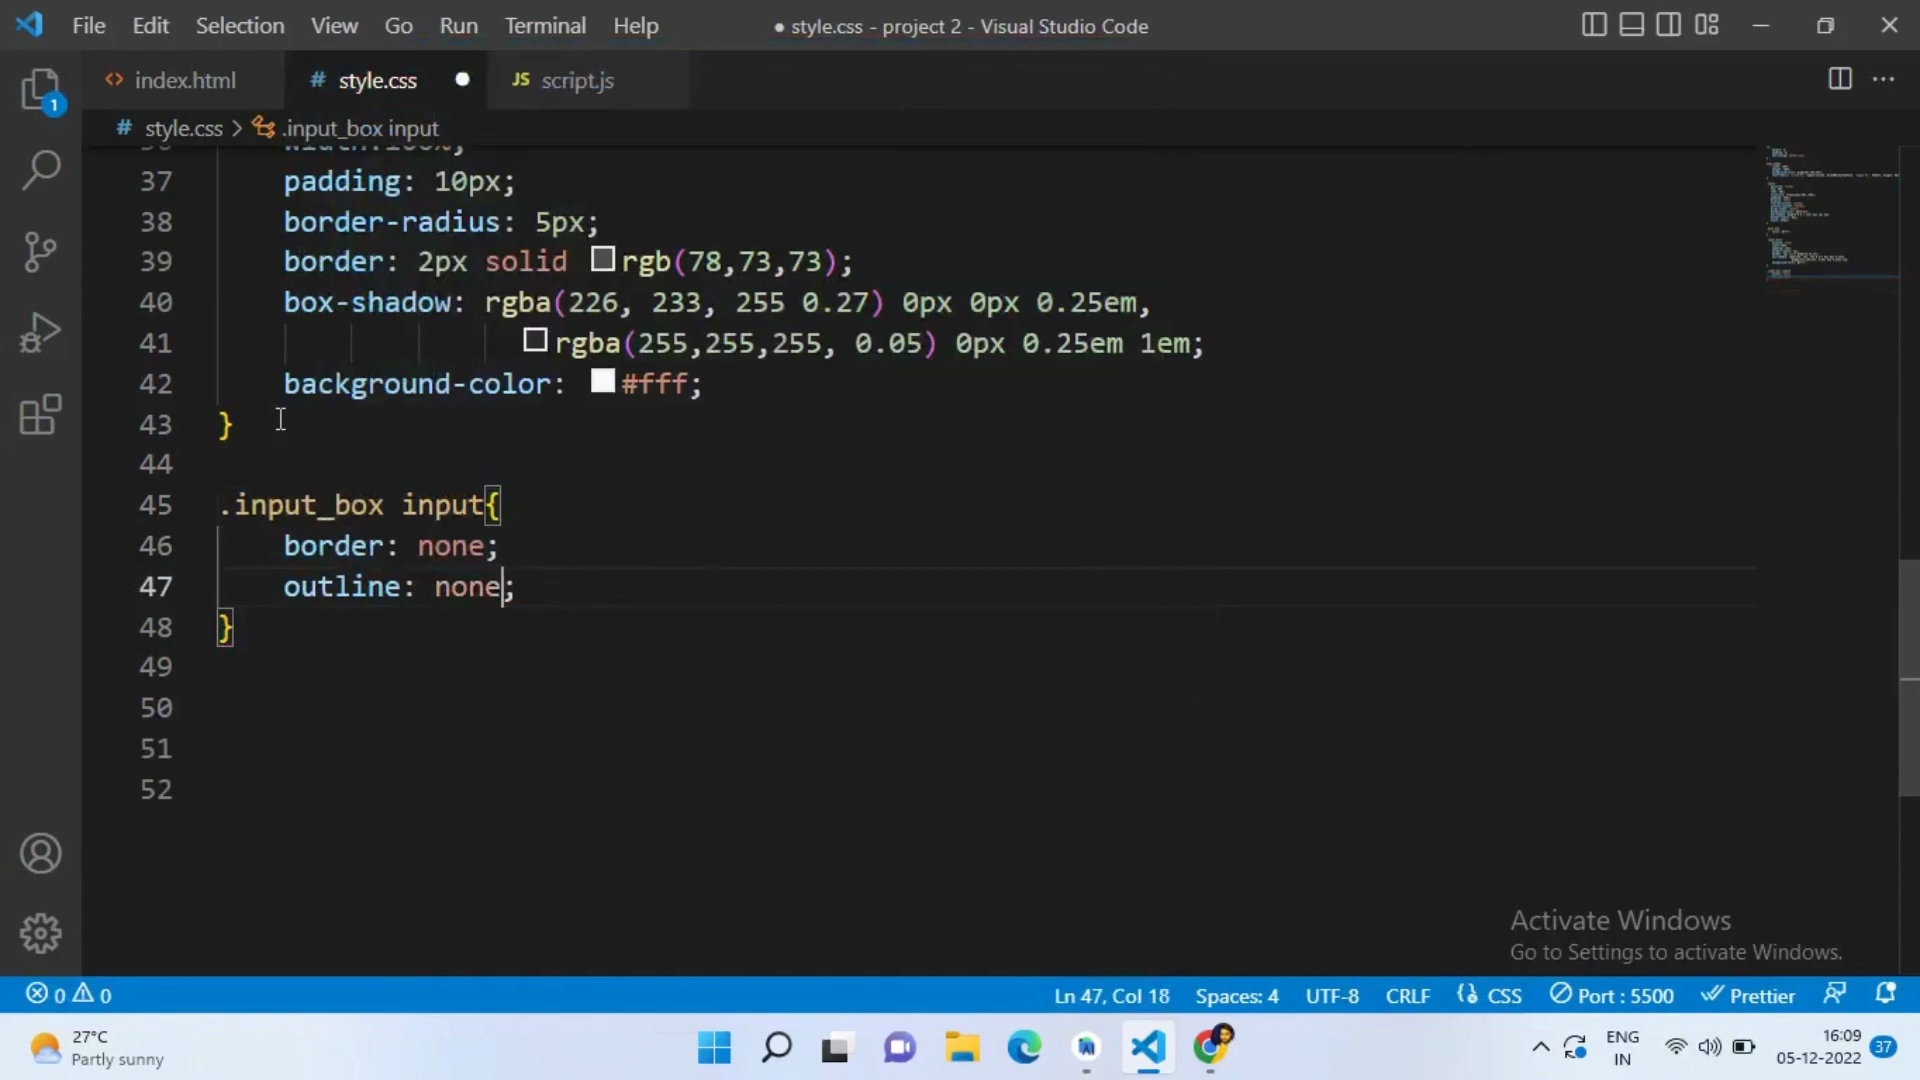 File Edit Selection View Go Run Terminal Help ● style.css - project 2 - Visual Studio Code
<> index.html # style.css ● JS script.js
# style.css > .input_box input
36 width:100%;
37 padding: 10px;
38 border-radius: 5px;
39 border: 2px solid rgb(78,73,73);
40 box-shadow: rgba(226, 233, 255 0.27) 0px 0px 0.25em,
41 rgba(255,255,255, 0.05) 0px 0.25em 1em;
42 background-color: #fff;
43 }
44
45 .input_box input{
46 border: none;
47 outline: none;
48 }
49
50
51
52
1
Activate Windows
Go to Settings to activate Windows.
0 0 Ln 47, Col 18 Spaces: 4 UTF-8 CRLF CSS Port : 5500 Prettier
27°C
Partly sunny
ENG
IN
16:09
05-12-2022
37